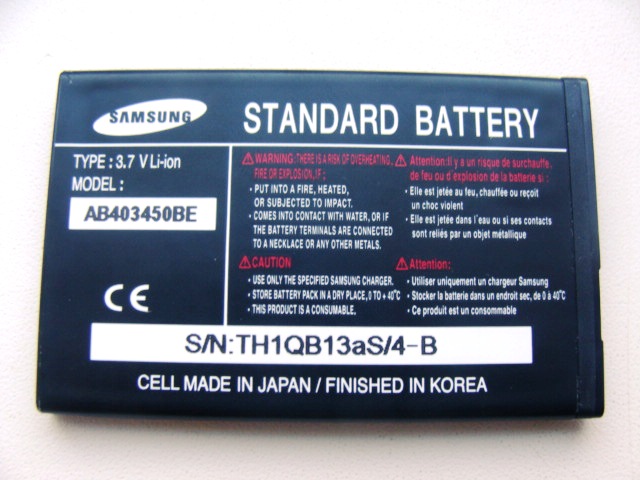 SAMSUNG
STANDARD BATTERY
TYPE : 3.7 V Li-ion
MODEL :
AB403450BE
WARNING: THERE IS A RISK OF OVERHEATING,
FIRE OR EXPLOSION, IF ;
• PUT INTO A FIRE, HEATED,
OR SUBJECTED TO IMPACT.
• COMES INTO CONTACT WITH WATER, OR IF
THE BATTERY TERMINALS ARE CONNECTED
TO A NECKLACE OR ANY OTHER METALS.
CAUTION
• USE ONLY THE SPECIFIED SAMSUNG CHARGER.
• STORE BATTERY PACK IN A DRY PLACE, 0 TO + 40°C
• THIS PRODUCT IS A CONSUMABLE.
Attention: Il y a un risque de surchauffe,
de feu ou d'explosion de la batterie si :
• Elle est jetée au feu, chauffée ou reçoit
un choc violent
• Elle est jetée dans l'eau ou si ses contacts
sont reliés par un objet métallique
Attention:
• Utiliser uniquement un chargeur Samsung
• Stocker la batterie dans un endroit sec, de 0 à 40°C
• Ce produit est un consommable
CE
S/N:TH1QB13aS/4-B
CELL MADE IN JAPAN / FINISHED IN KOREA